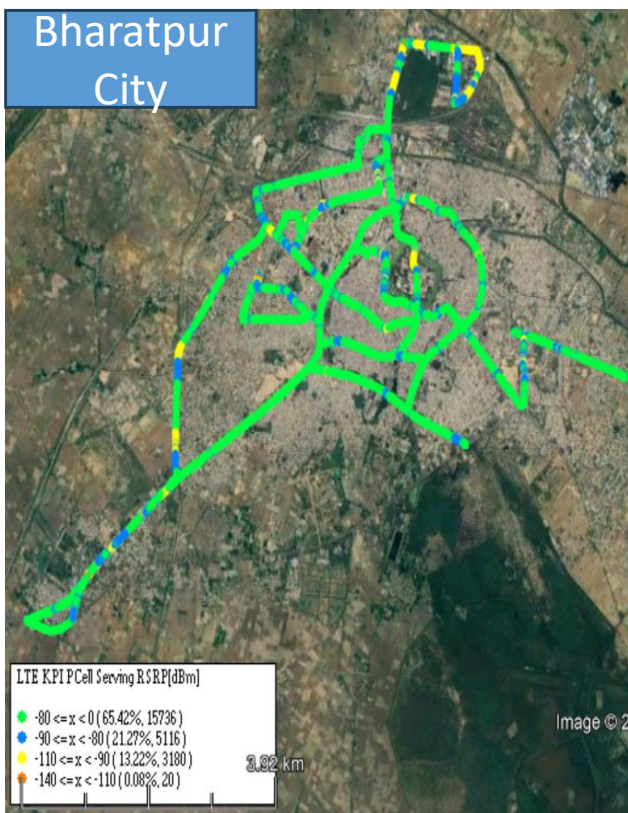 Bharatpur
City
LTE KPI PCell Serving RSRP[dBm]
-80 <= x < 0 ( 65.42%, 15736 )
-90 <= x < -80 ( 21.27%, 5116 )
-110 <= x < -90 ( 13.22%, 3180 )
-140 <= x < -110 ( 0.08%, 20 )
3.92 km
Image © 2